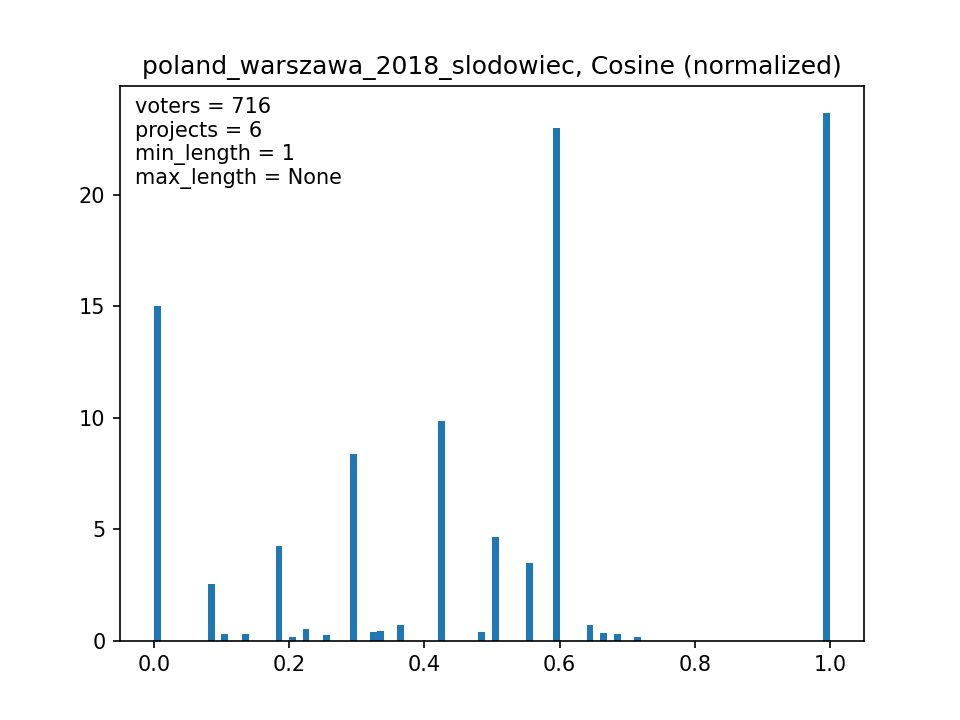 poland_warszawa_2018_slodowiec, Cosine (normalized)
voters = 716
projects = 6
min_length = 1
max_length = None
20
15
10
5
0
0.0 0.2 0.4 0.6 0.8 1.0